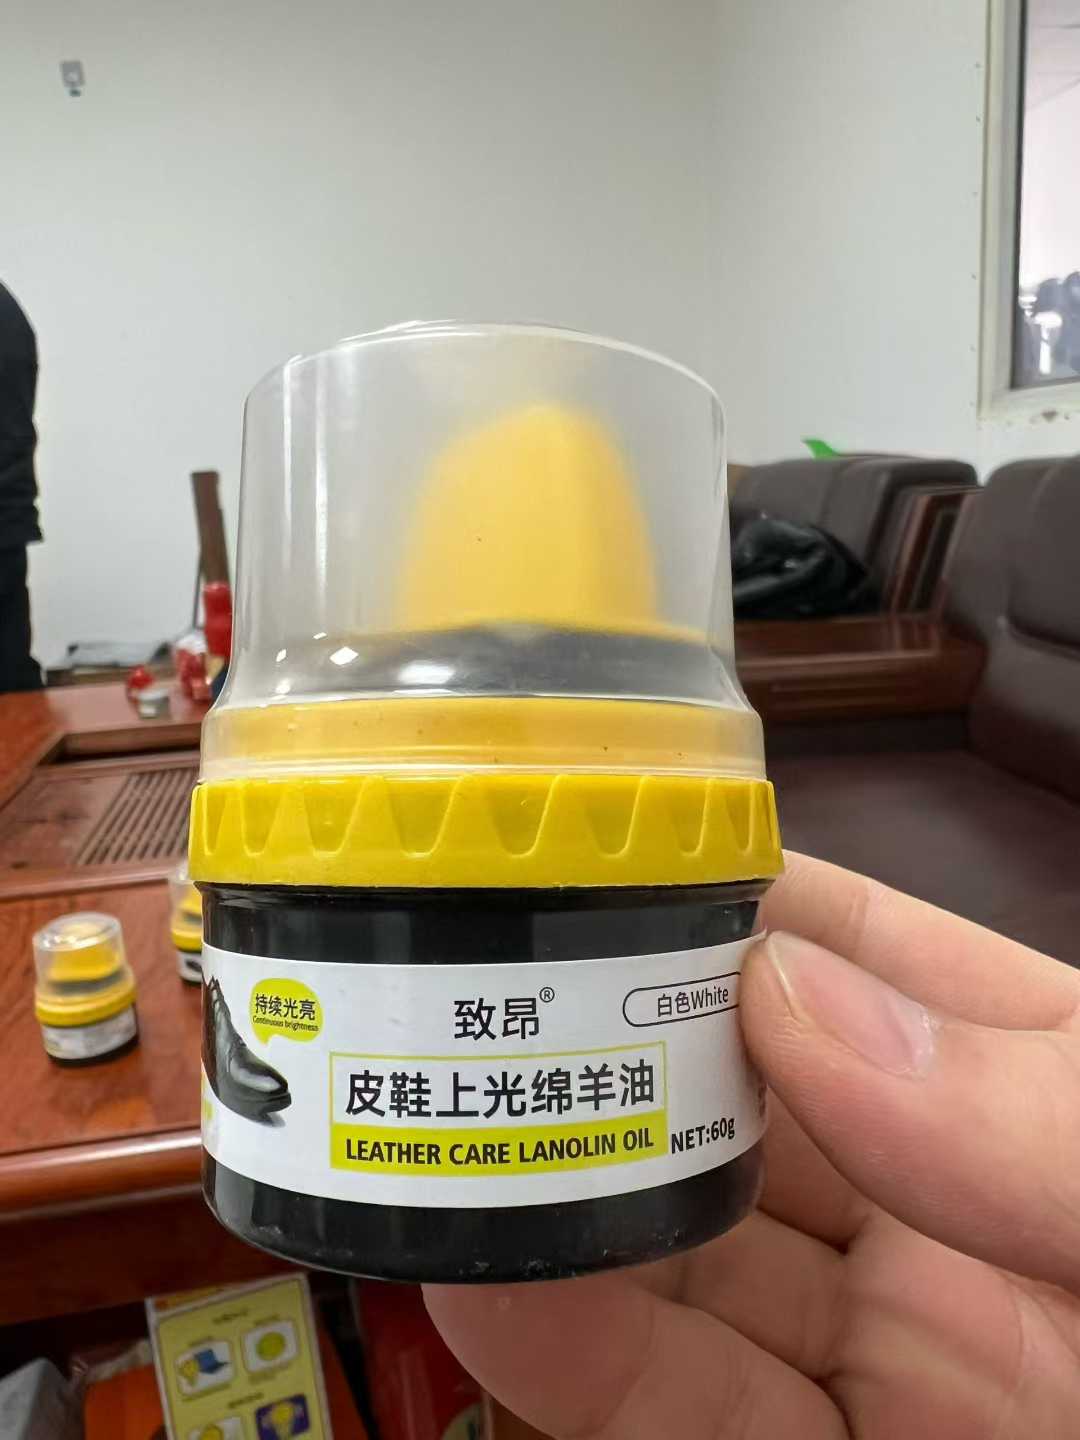 持续光亮
Continuous brightness
致昂®
白色White
皮鞋上光绵羊油
LEATHER CARE LANOLIN OIL
NET:60g